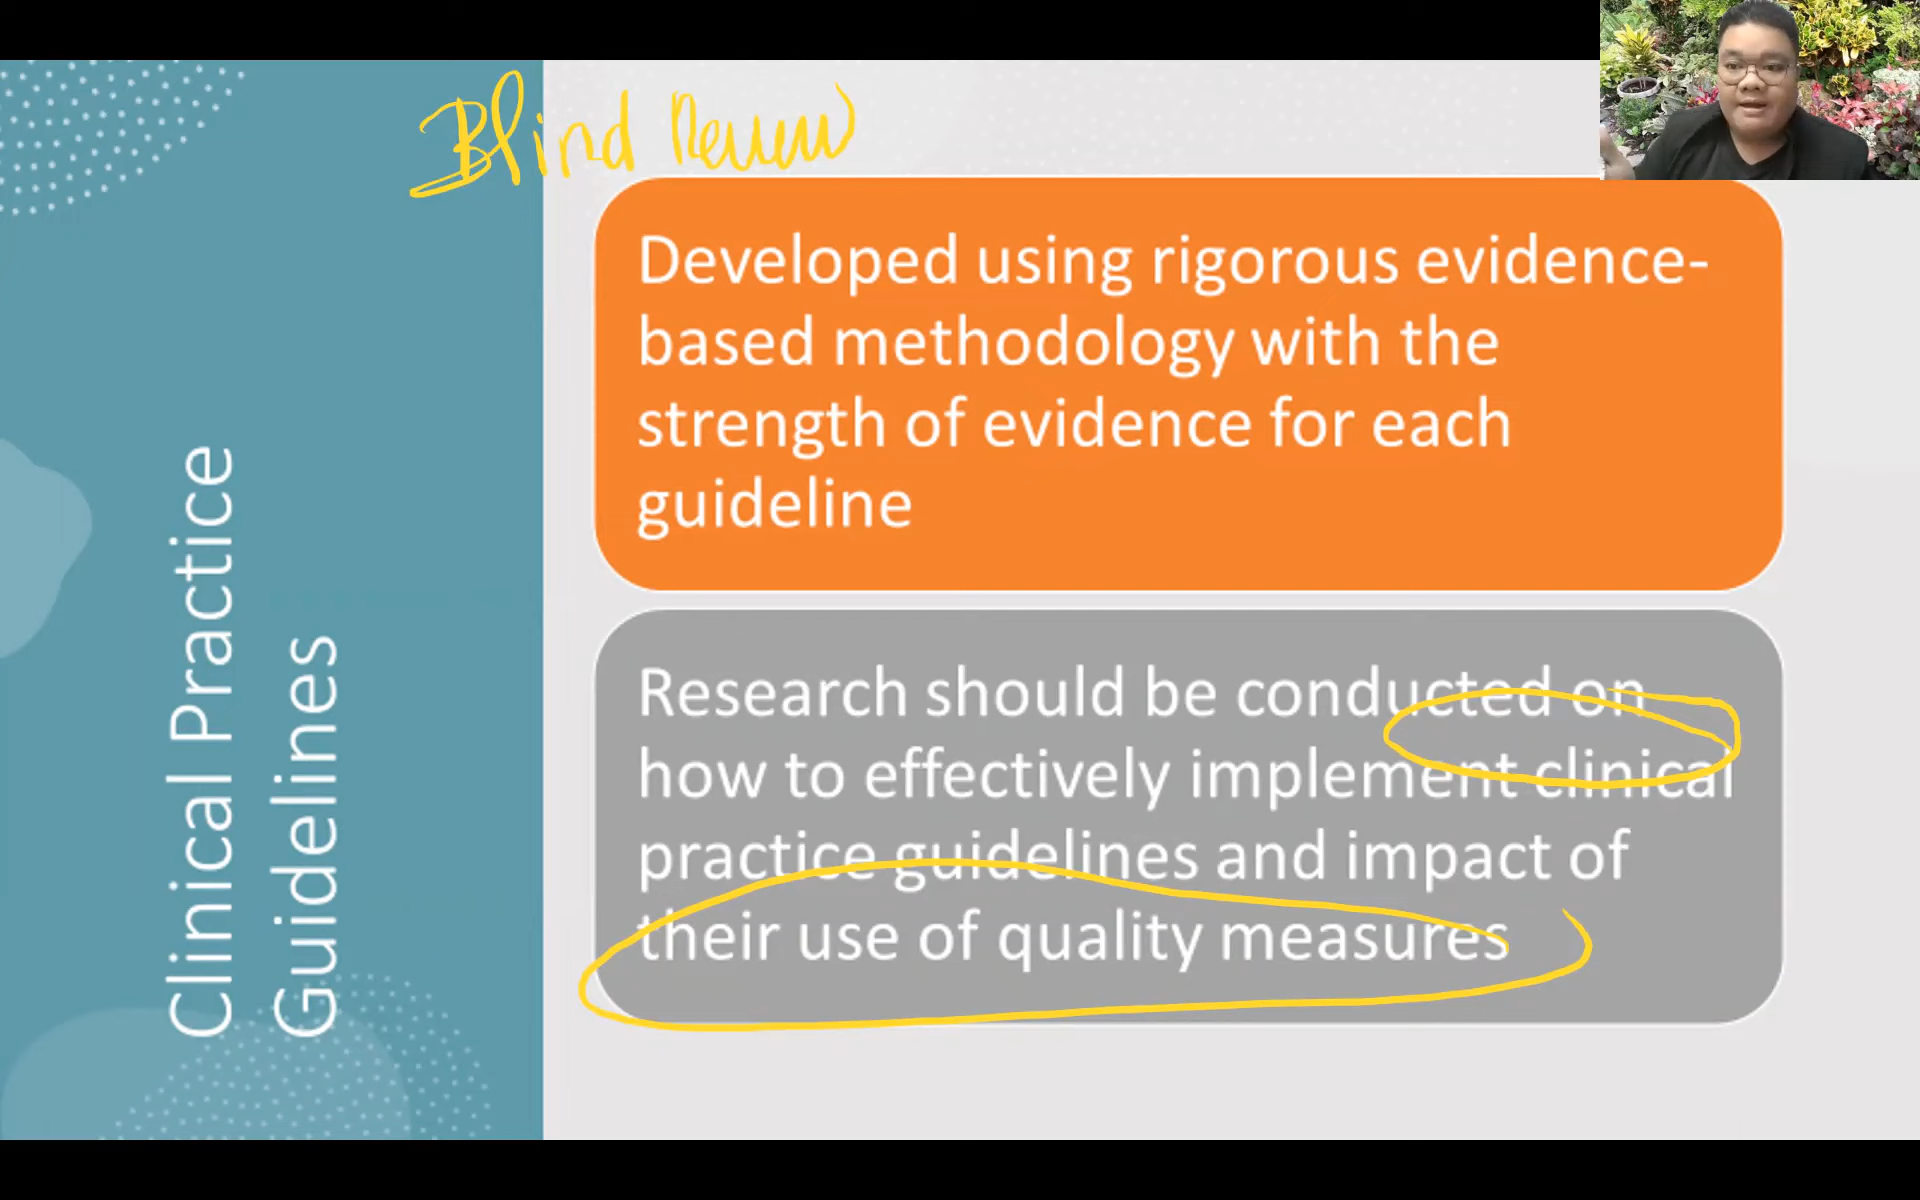 Blind Review
Clinical Practice
Guidelines
Developed using rigorous evidence-
based methodology with the
strength of evidence for each
guideline
Research should be conducted on
how to effectively implement clinical
practice guidelines and impact of
their use of quality measures